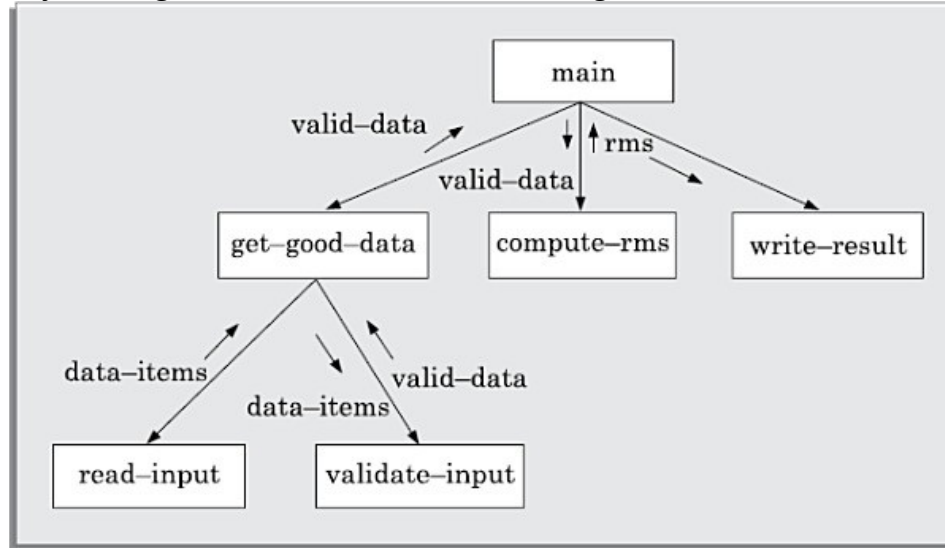 main
valid–data
rms
valid–data
get–good–data
compute–rms
write–result
data–items
valid–data
data–items
read–input
validate–input